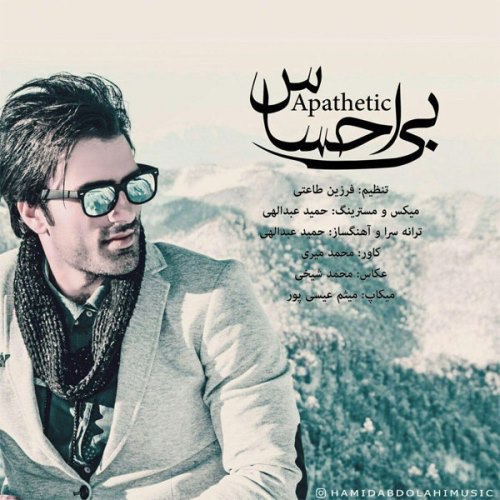 بی احساس
Apathetic
تنظیم: فرزین طاعتی
میکس و مسترینگ: حمید عبدالهی
ترانه سرا و آهنگساز: حمید عبدالهی
کاور: محمد میری
عکاس: محمد شیخی
میکاپ: میثم عیسی پور
HAMIDABDOLAHIMUSIC